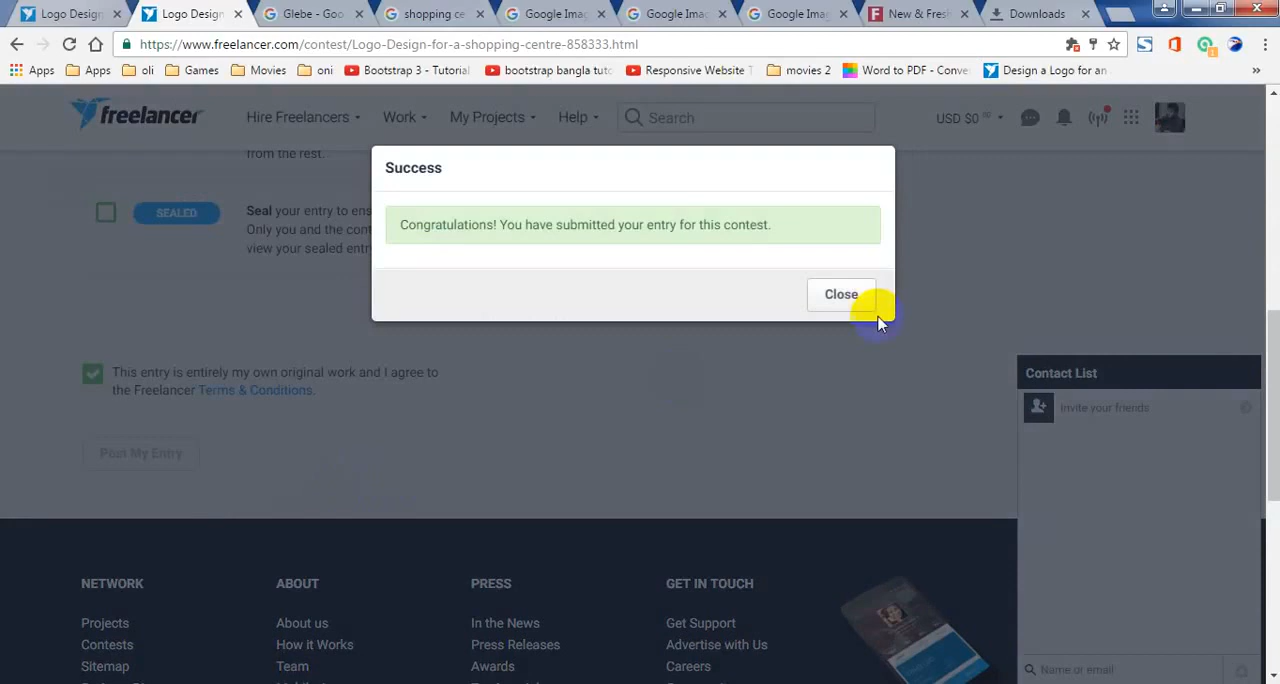 Logo Design
Logo Design
Glebe - Goo
shopping ce
Google Ima
Google Ima
Google Ima
New & Fresh
Downloads
https://www.freelancer.com/contest/Logo-Design-for-a-shopping-centre-858333.html
Apps
Apps
oli
Games
Movies
oni
Bootstrap 3 - Tutorial
bootstrap bangla tuto
Responsive Website T
movies 2
Word to PDF - Conve
Design a Logo for an
»
freelancer
Hire Freelancers
Work
My Projects
Help
Search
USD $0
from the rest.
Success
SEALED
Seal your entry to ens
Only you and the cont
view your sealed entry
Congratulations! You have submitted your entry for this contest.
Close
This entry is entirely my own original work and I agree to
the Freelancer Terms & Conditions.
Contact List
Invite your friends
Post My Entry
NETWORK
ABOUT
PRESS
GET IN TOUCH
Projects
About us
In the News
Get Support
Contests
How it Works
Press Releases
Advertise with Us
Sitemap
Team
Awards
Careers
Name or email